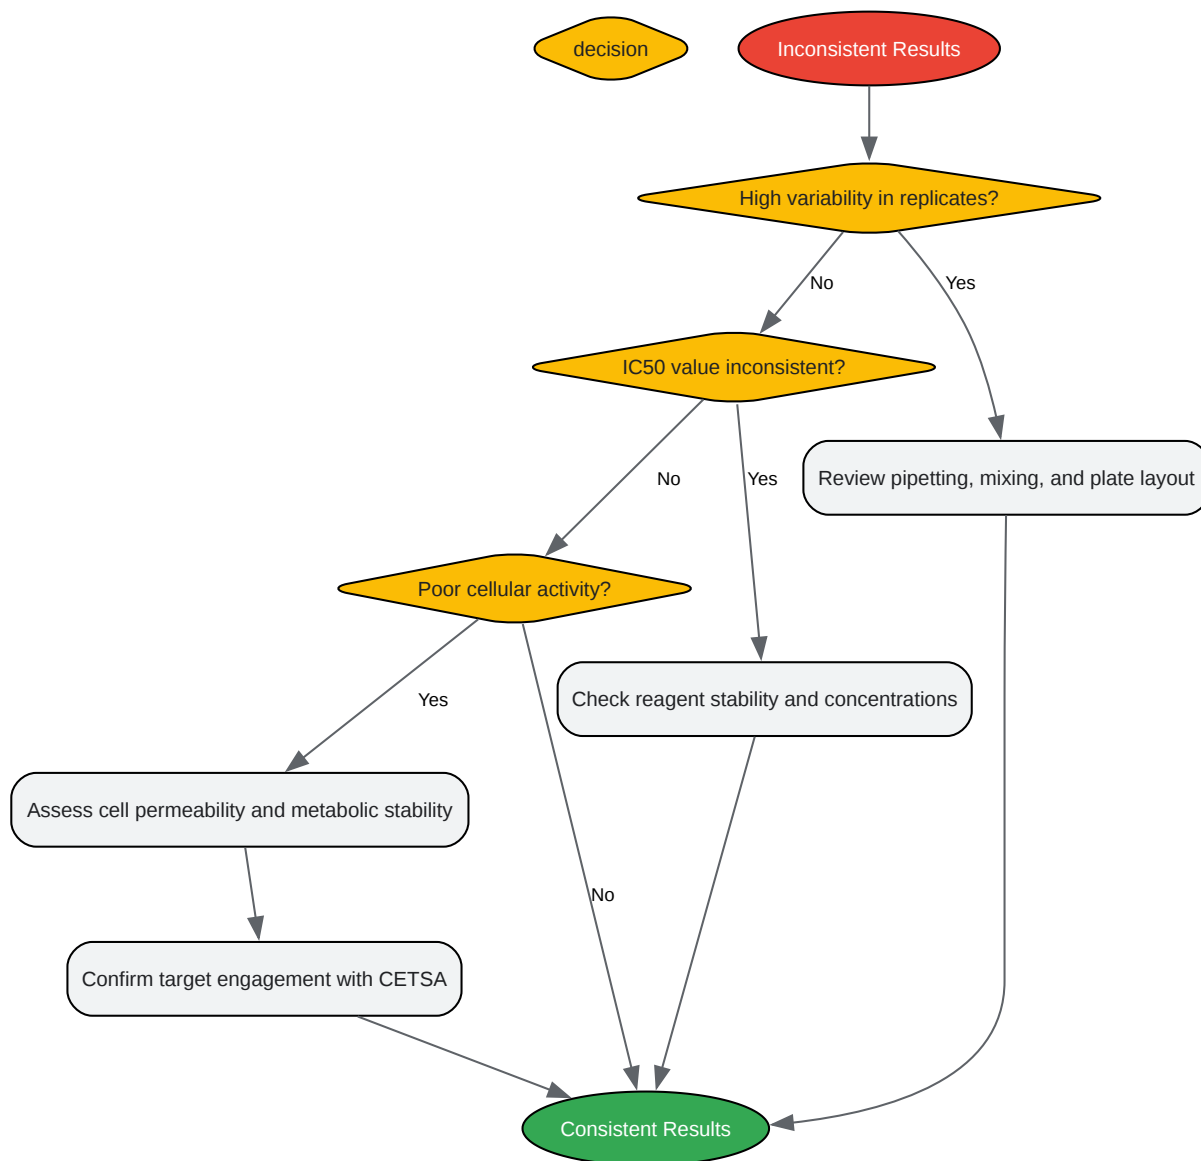 decision
Inconsistent Results
High variability in replicates?
No
Yes
IC50 value inconsistent?
No
Yes
Review pipetting, mixing, and plate layout
Poor cellular activity?
Yes
Check reagent stability and concentrations
Assess cell permeability and metabolic stability
No
Confirm target engagement with CETSA
Consistent Results